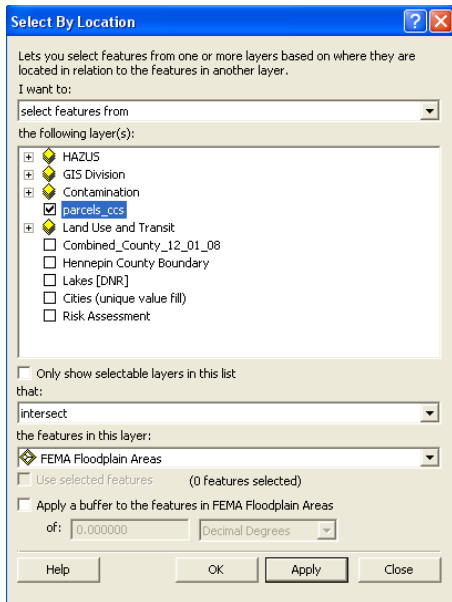 Select By Location
Lets you select features from one or more layers based on where they are
located in relation to the features in another layer.
I want to:
select features from
the following layer(s):
HAZUS
GIS Division
Contamination
parcels_ccs
Land Use and Transit
Combined_County_12_01_08
Hennepin County Boundary
Lakes [DNR]
Cities (unique value fill)
Risk Assessment
Only show selectable layers in this list
that:
intersect
the features in this layer:
FEMA Floodplain Areas
Use selected features (0 features selected)
Apply a buffer to the features in FEMA Floodplain Areas
of: 0.000000 Decimal Degrees
Help OK Apply Close